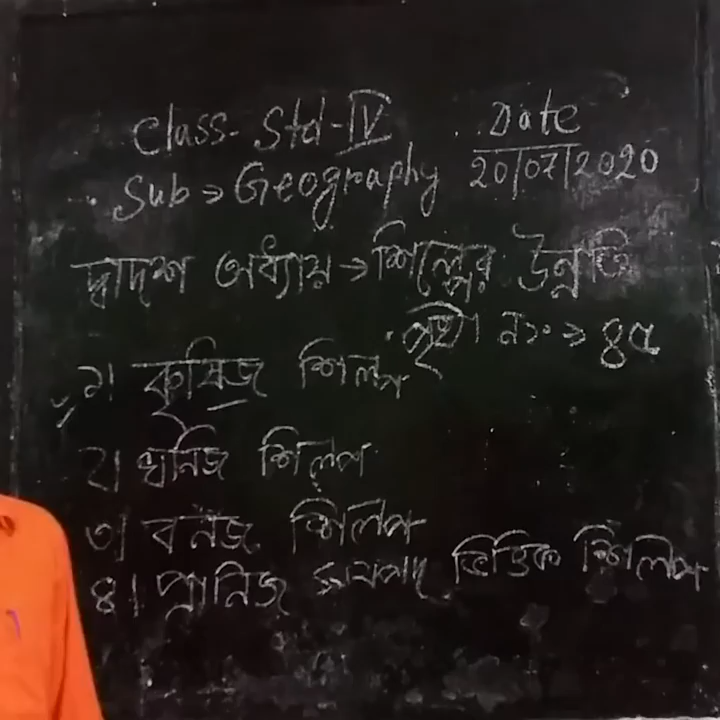 Class- Std-IV
Date
20/07/2020
Sub → Geography
দ্বাদশ অধ্যায় → শিল্পের উন্নতি
পৃষ্ঠা নং → ৪৫
১। কৃষিজ শিল্প
২। খনিজ শিল্প
৩। বনজ শিল্প
৪। প্রানিজ সম্পদ ভিত্তিক শিল্প